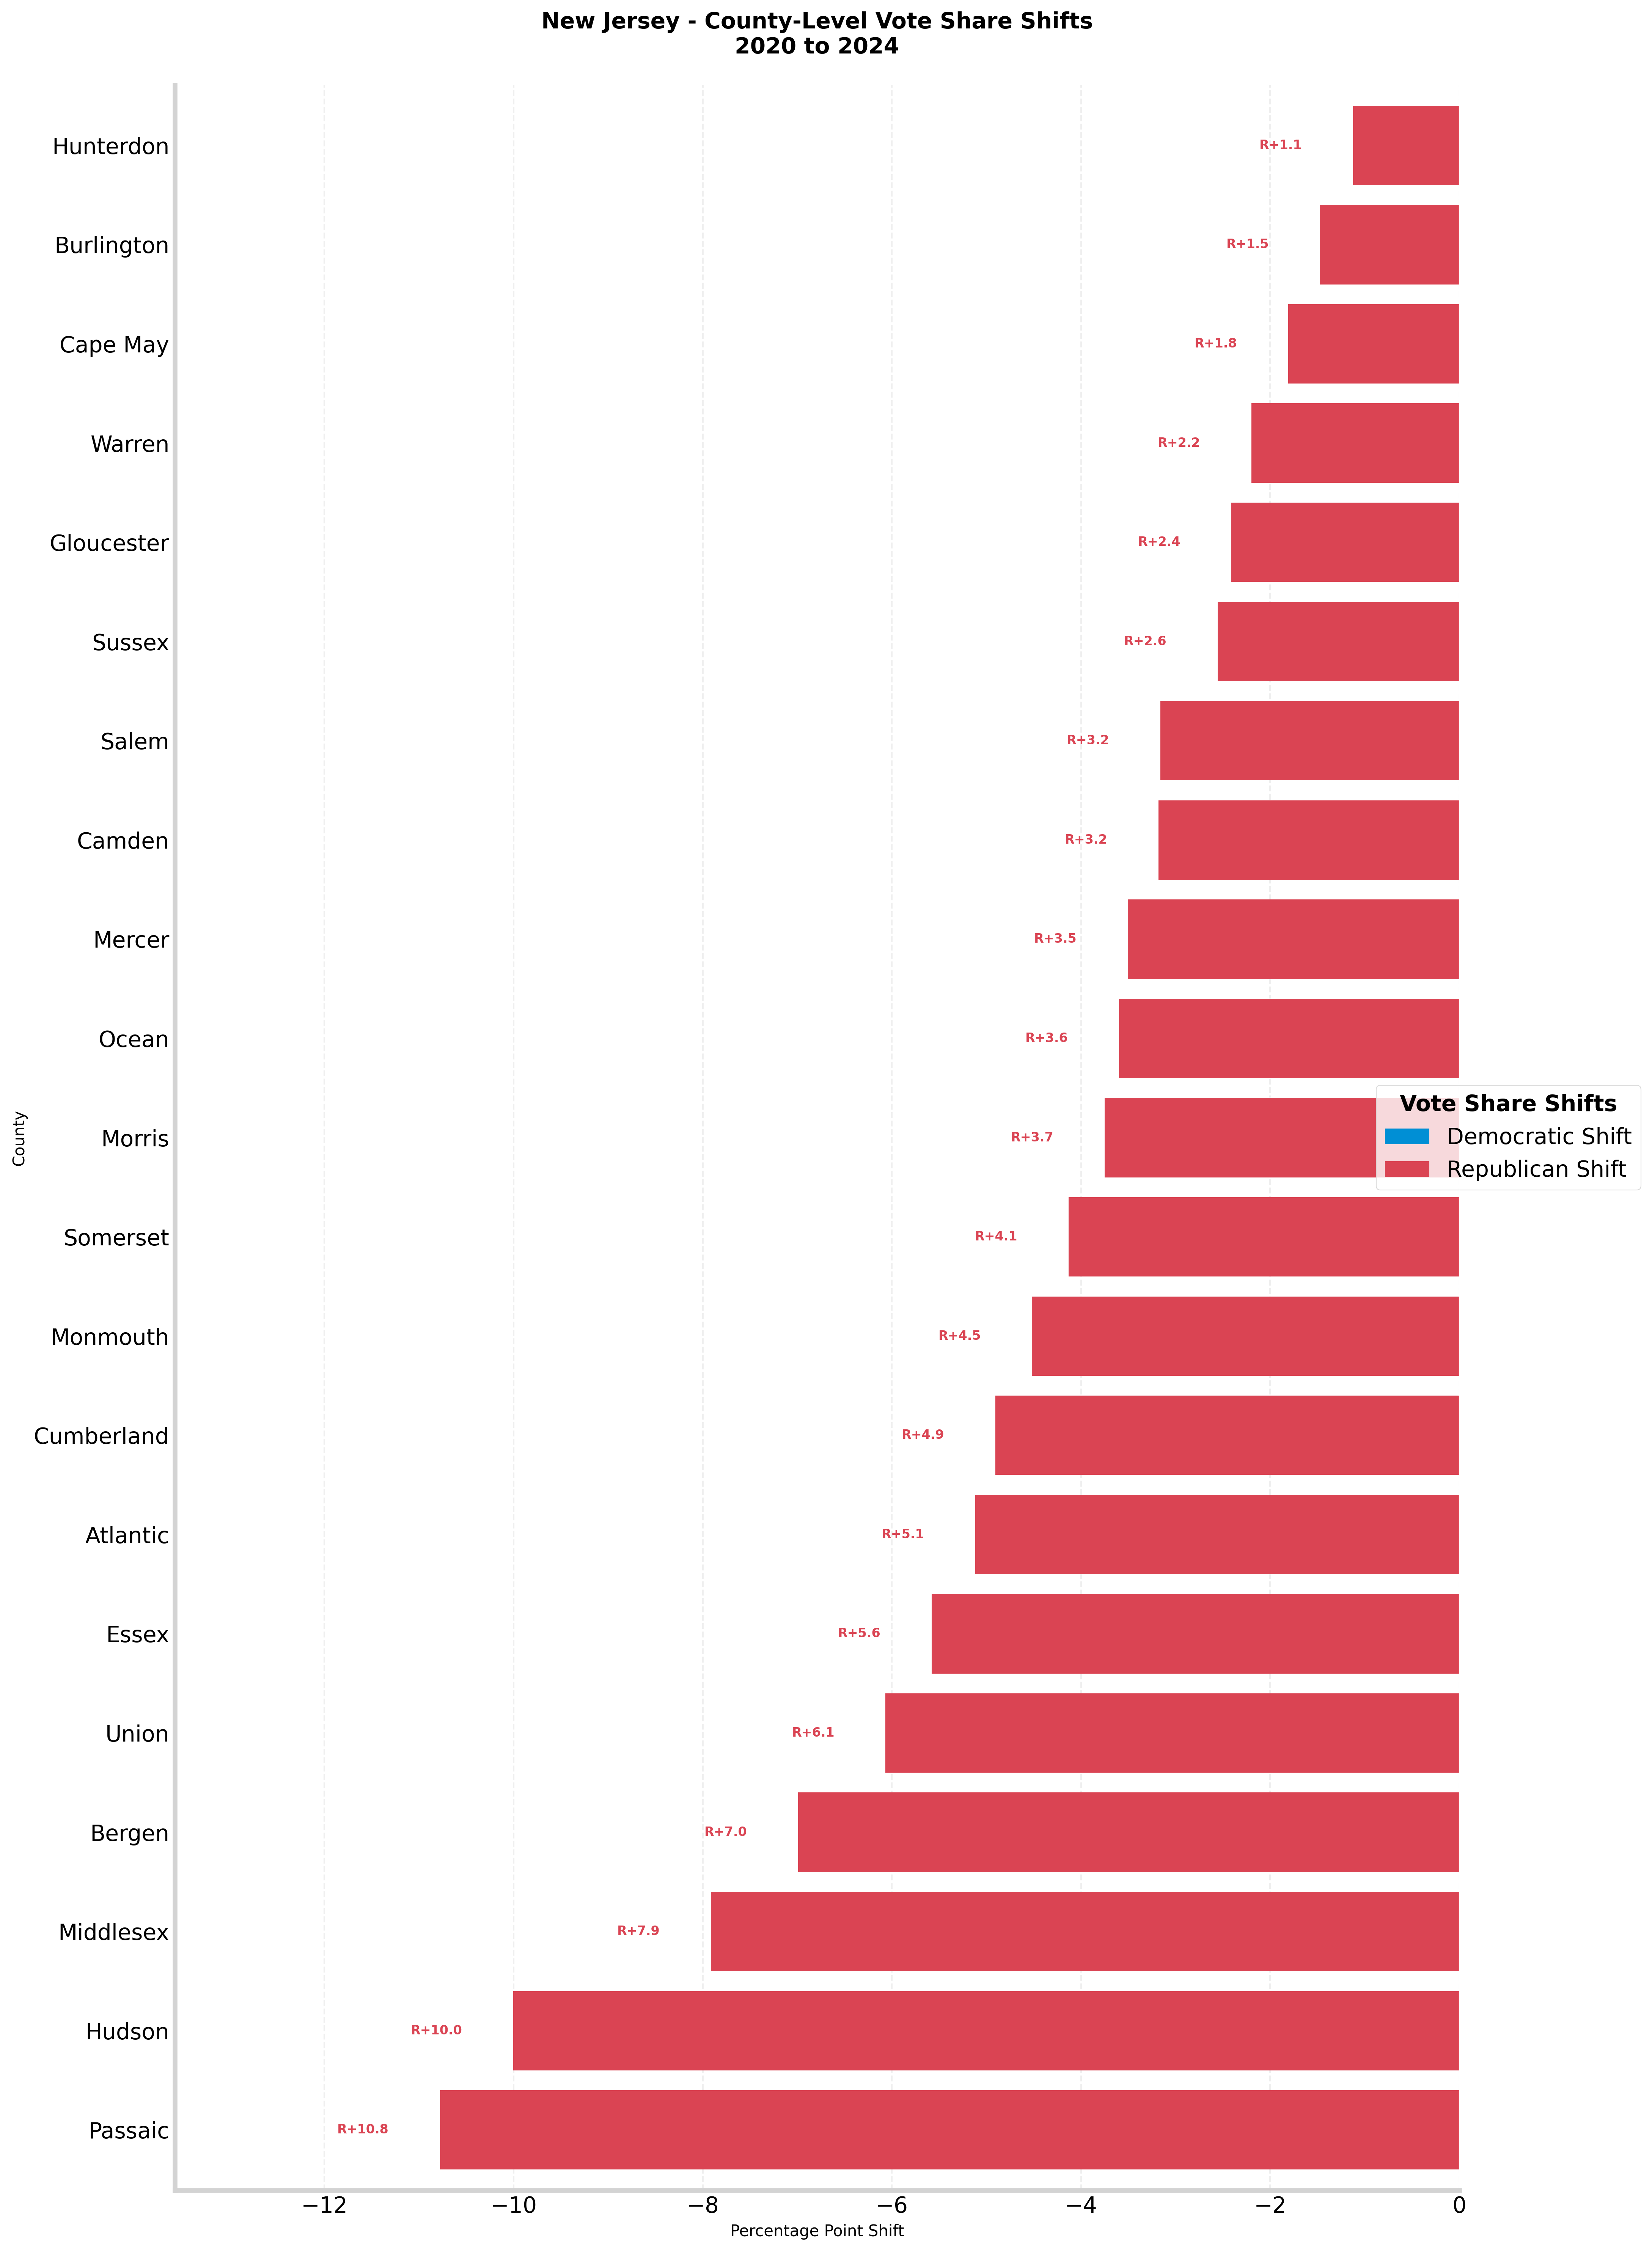 New Jersey - County-Level Vote Share Shifts
2020 to 2024
Hunterdon
R+1.1
Burlington
R+1.5
Cape May
R+1.8
Warren
R+2.2
Gloucester
R+2.4
Sussex
R+2.6
Salem
R+3.2
Camden
R+3.2
Mercer
R+3.5
Ocean
R+3.6
Morris
R+3.7
Somerset
R+4.1
Monmouth
R+4.5
Cumberland
R+4.9
Atlantic
R+5.1
Essex
R+5.6
Union
R+6.1
Bergen
R+7.0
Middlesex
R+7.9
Hudson
R+10.0
Passaic
R+10.8
County
Vote Share Shifts
Democratic Shift
Republican Shift
−12 −10 −8 −6 −4 −2 0
Percentage Point Shift